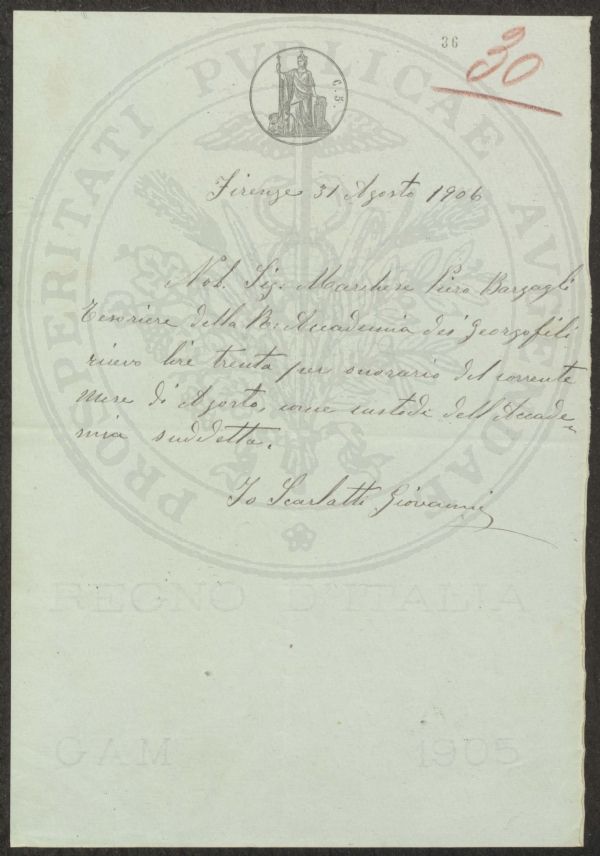 36
30
C. 5.
PROSPERITATI PUBLICAE AUGENDAE
Firenze 31 Agosto 1906
Nob. Sig. Marchese Piero Bargagli
Tesoriere della R. Accademia dei Georgofili
ricevo lire trenta per onorario del corrente
mese di Agosto, come custode dell'Accade=
mia suddetta.
Io Scarlatti Giovanni
REGNO D'ITALIA
GAM 1905